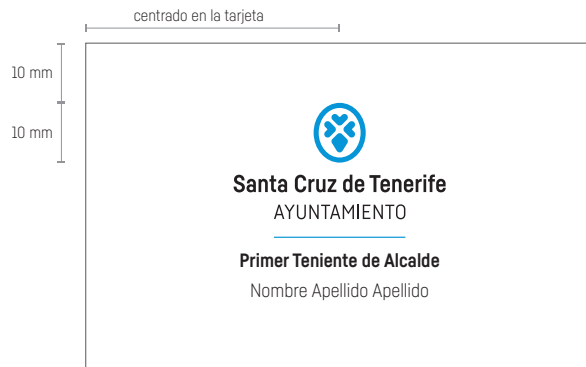 centrado en la tarjeta
10 mm
10 mm
Santa Cruz de Tenerife
AYUNTAMIENTO
Primer Teniente de Alcalde
Nombre Apellido Apellido